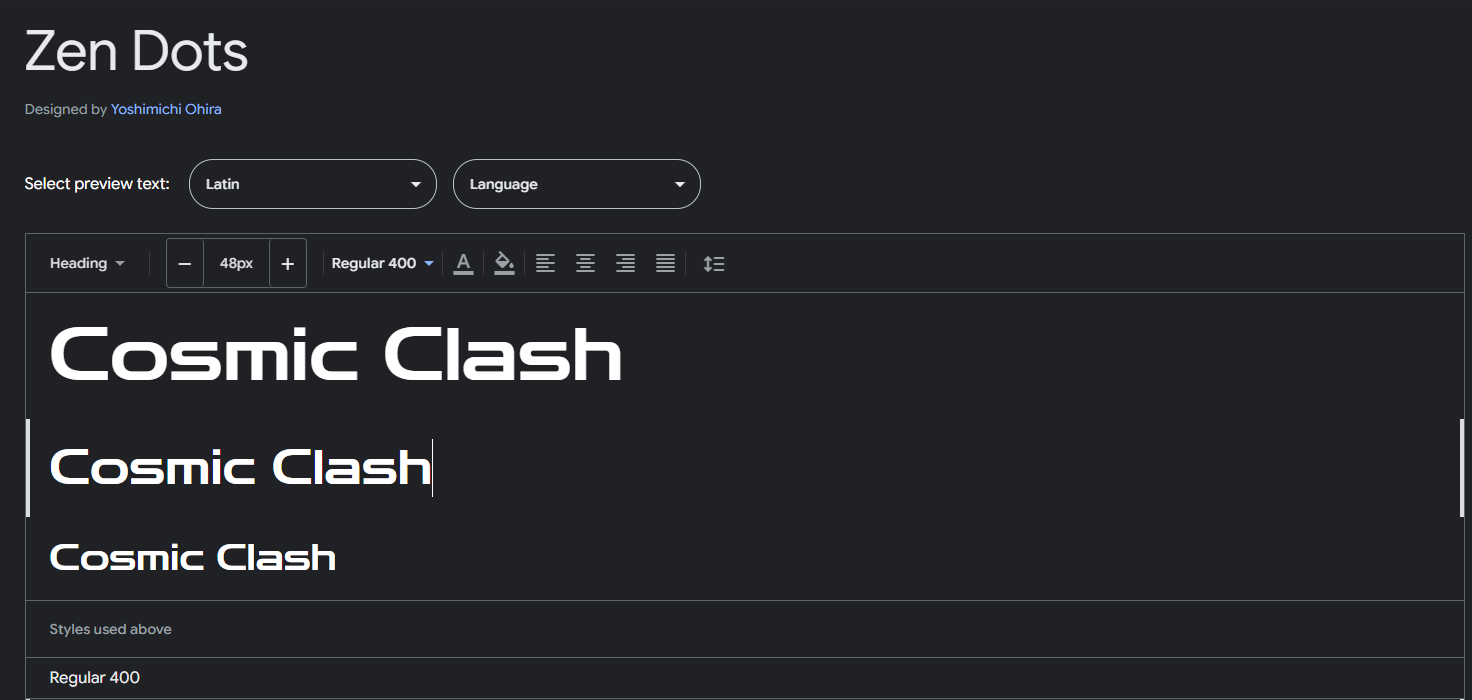 Zen Dots
Designed by Yoshimichi Ohira
Select preview text: Latin Language
Heading 48px Regular 400 A
Cosmic Clash
Cosmic Clash
Cosmic Clash
Styles used above
Regular 400